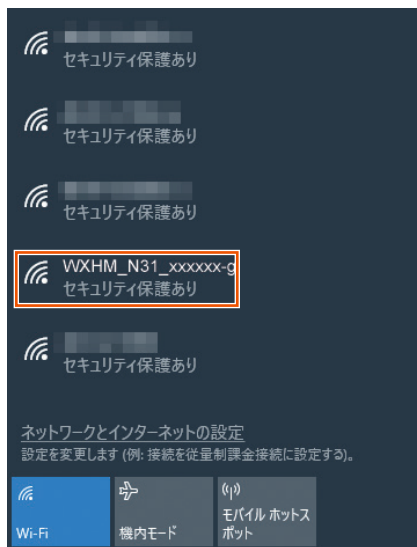 セキュリティ保護あり
セキュリティ保護あり
セキュリティ保護あり
WXHM_N31_xxxxxx-g
セキュリティ保護あり
セキュリティ保護あり
ネットワークとインターネットの設定
設定を変更します (例: 接続を従量制課金接続に設定する)。
Wi-Fi
機内モード
モバイル ホットス
ポット